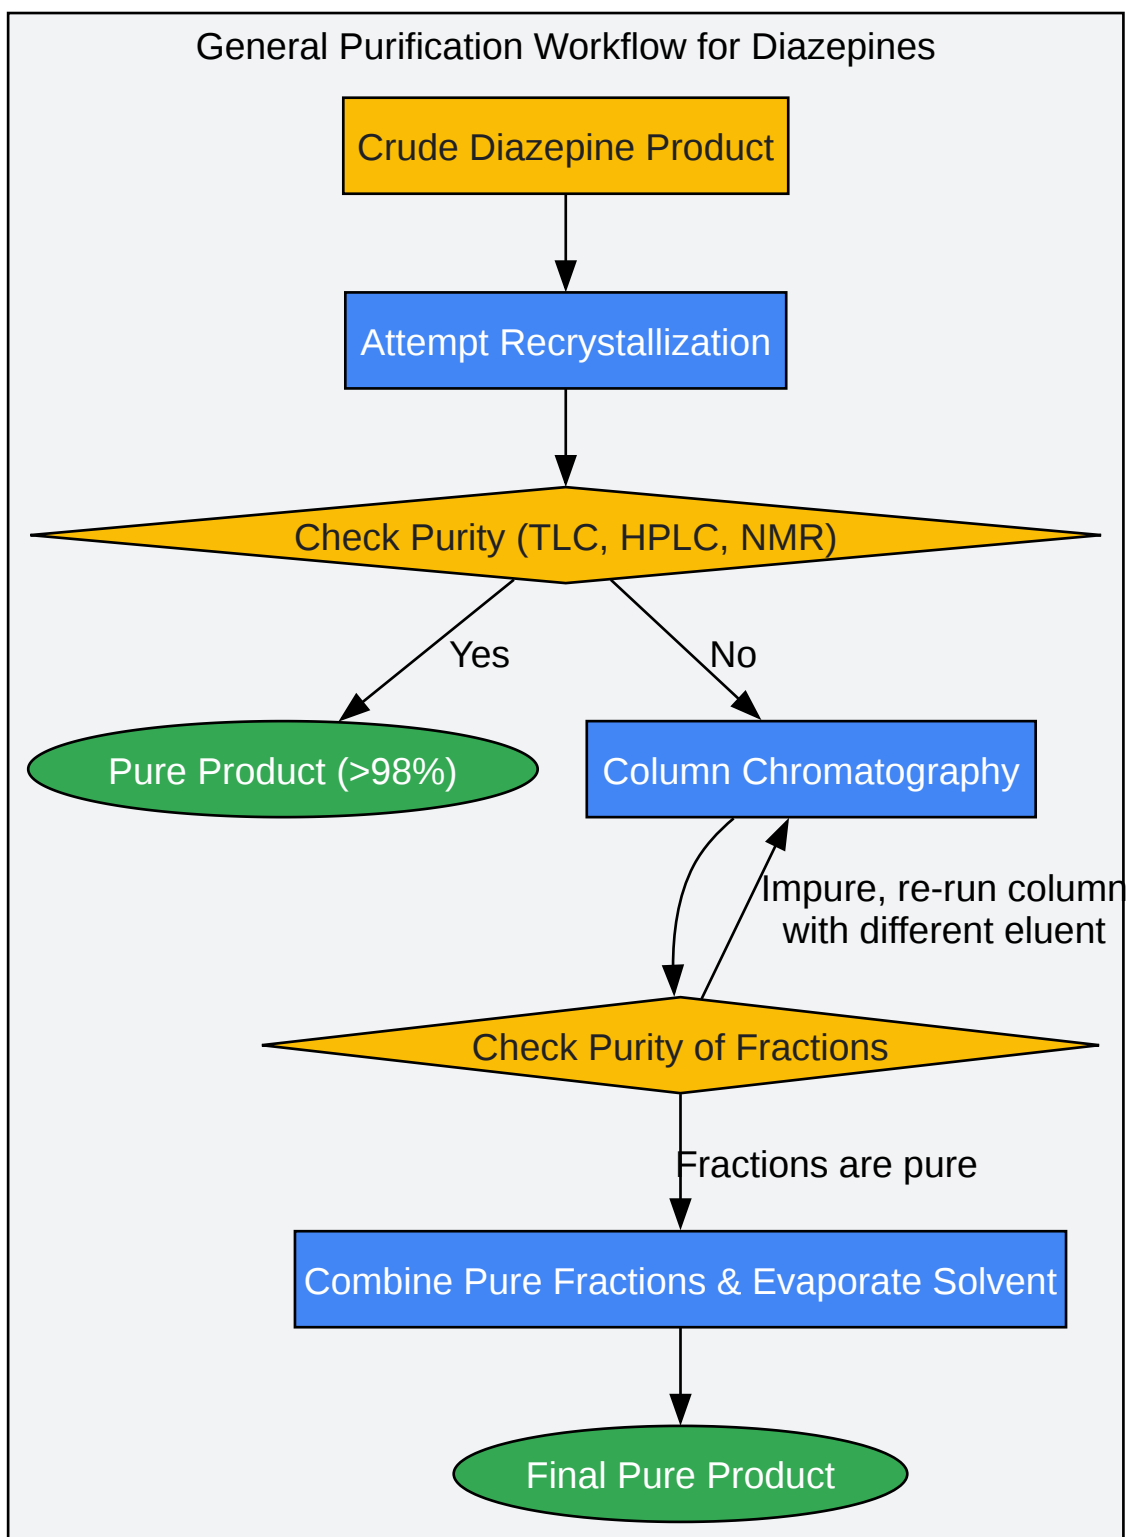 General Purification Workflow for Diazepines
Crude Diazepine Product
Attempt Recrystallization
Check Purity (TLC, HPLC, NMR)
Yes
No
Pure Product (>98%)
Column Chromatography
Impure, re-run column
with different eluent
Check Purity of Fractions
Fractions are pure
Combine Pure Fractions & Evaporate Solvent
Final Pure Product